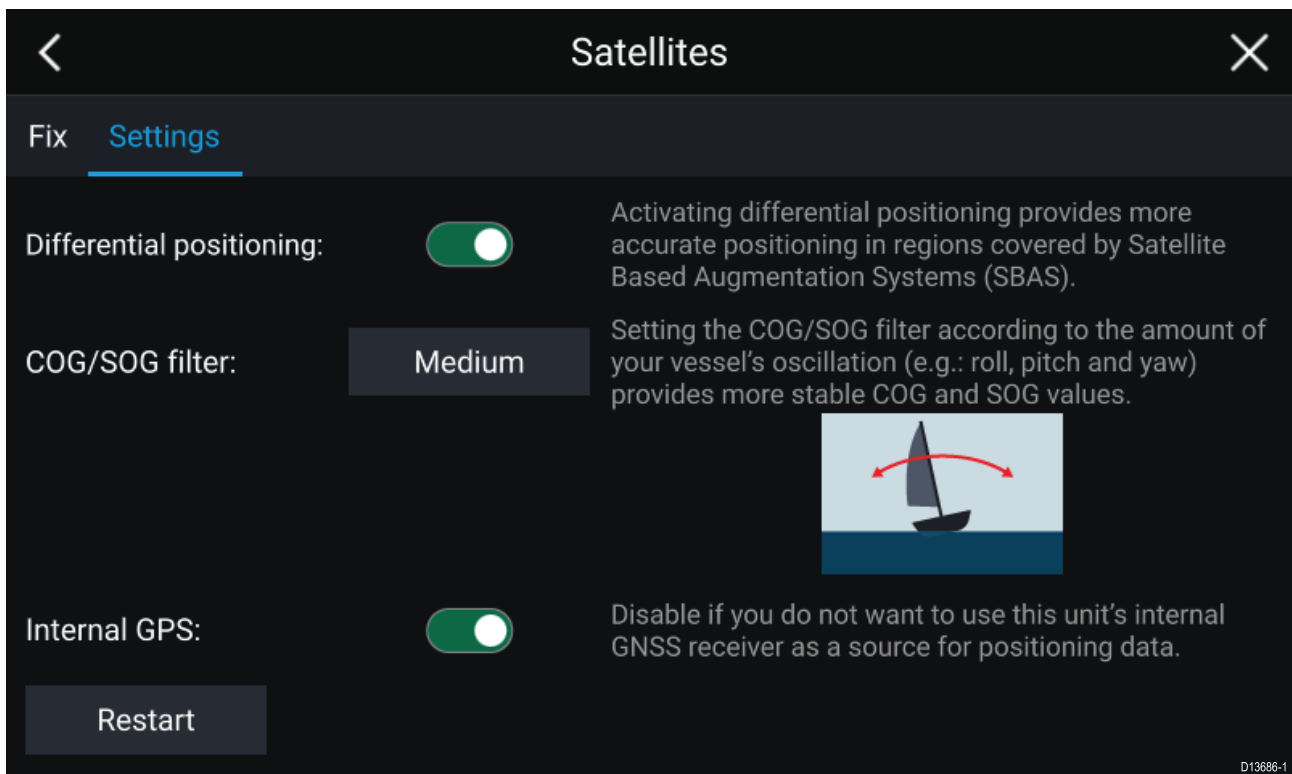 Satellites
Fix Settings
Differential positioning:
Activating differential positioning provides more
accurate positioning in regions covered by Satellite
Based Augmentation Systems (SBAS).
COG/SOG filter:
Medium
Setting the COG/SOG filter according to the amount of
your vessel's oscillation (e.g.: roll, pitch and yaw)
provides more stable COG and SOG values.
Internal GPS:
Disable if you do not want to use this unit's internal
GNSS receiver as a source for positioning data.
Restart
D13686-1